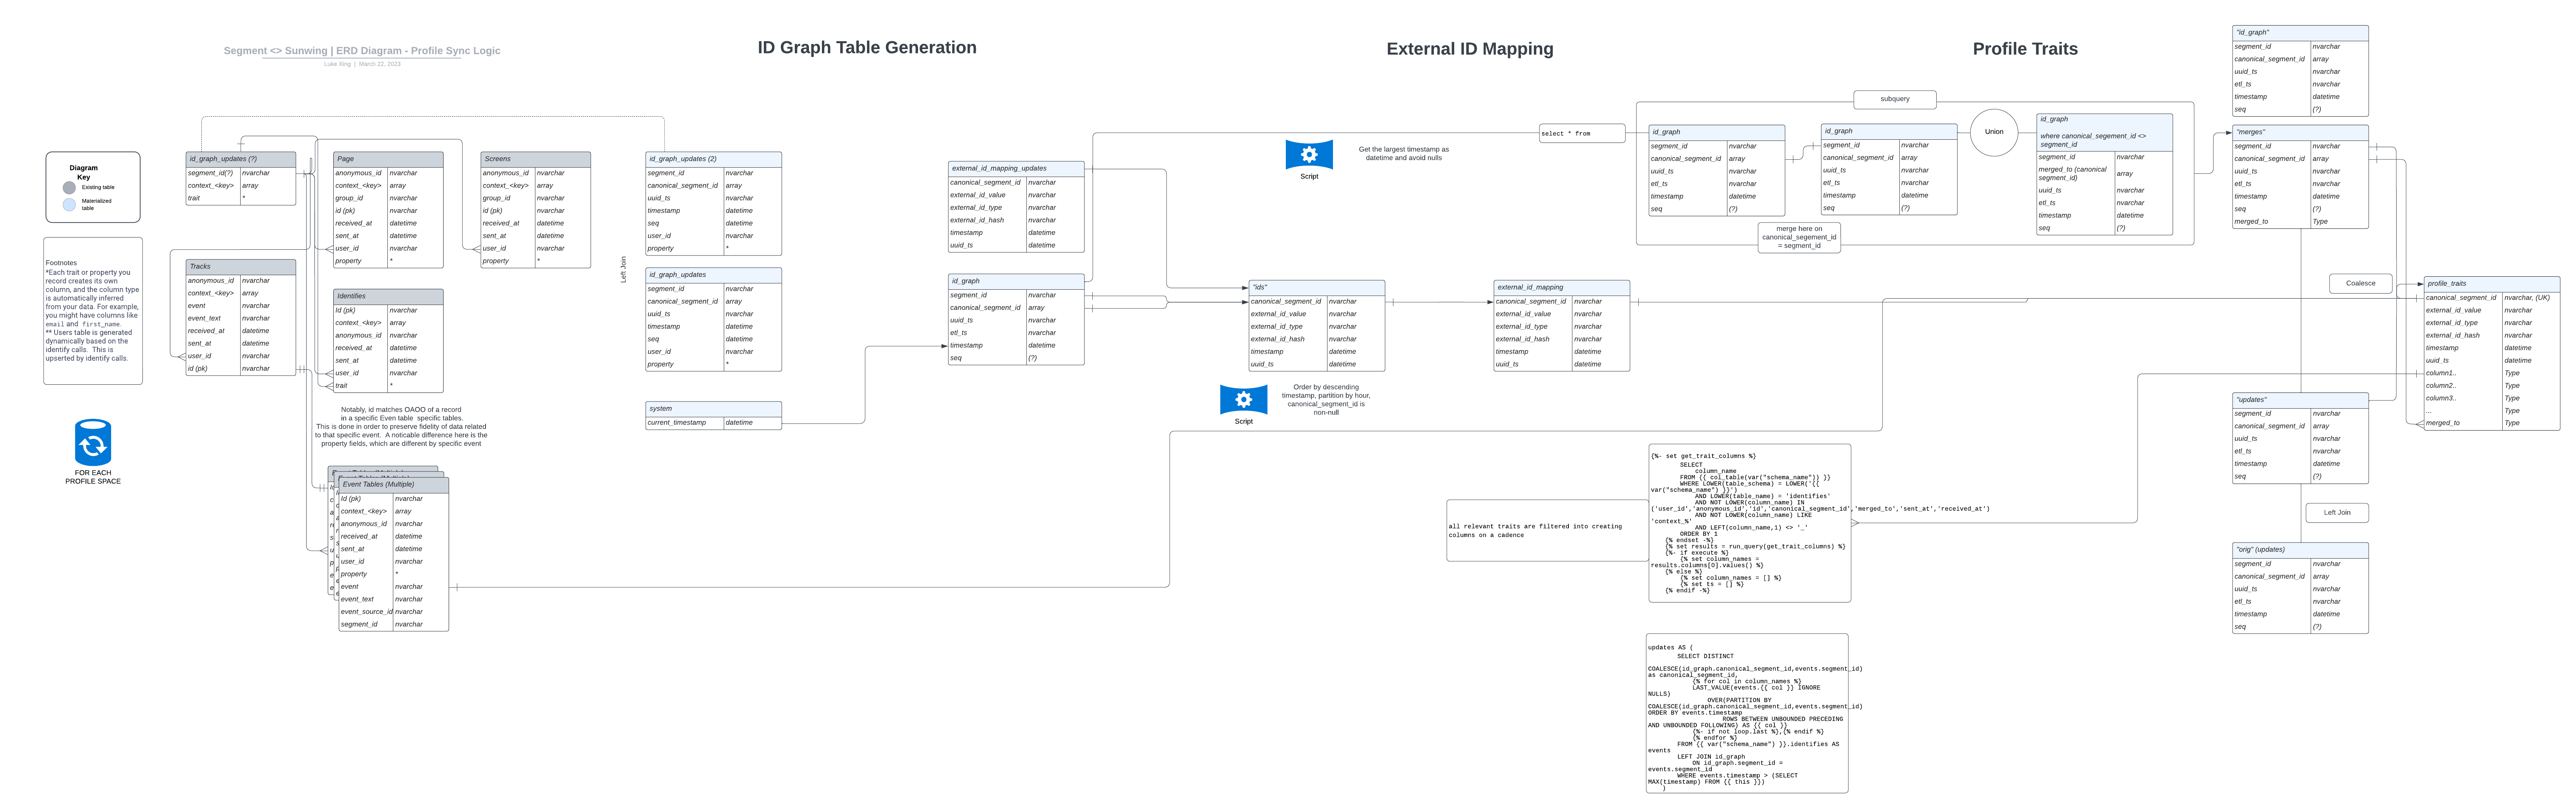 Segment <> Sunwing | ERD Diagram - Profile Sync Logic
Luke King | March 22, 2023
ID Graph Table Generation
External ID Mapping
Profile Traits
Diagram
Key
Existing table
Materialized
table
Footnotes
*Each trait or property you
record creates its own
column, and the column type
is automatically inferred
from your data. For example,
you might have columns like
email and first_name.
** Users table is generated
dynamically based on the
identify calls. This is
upserted by identify calls.
FOR EACH
PROFILE SPACE
id_graph_updates (?)
segment_id(?) nvarchar
context_<key> array
trait *
Tracks
anonymous_id nvarchar
context_<key> array
event nvarchar
event_text nvarchar
received_at datetime
sent_at datetime
user_id nvarchar
id (pk) nvarchar
Page
anonymous_id nvarchar
context_<key> array
group_id nvarchar
id (pk) nvarchar
received_at datetime
sent_at datetime
user_id nvarchar
property *
Identifies
Id (pk) nvarchar
context_<key> array
anonymous_id nvarchar
received_at datetime
sent_at datetime
user_id nvarchar
trait *
Screens
anonymous_id nvarchar
context_<key> array
group_id nvarchar
id (pk) nvarchar
received_at datetime
sent_at datetime
user_id nvarchar
property *
Notably, id matches OAOO of a record
in a specific Even table specific tables.
This is done in order to preserve fidelity of data related
to that specific event. A noticable difference here is the
property fields, which are different by specific event
Event Tables (Multiple)
Id (pk) nvarchar
context_<key> array
anonymous_id nvarchar
received_at datetime
sent_at datetime
user_id nvarchar
property *
event nvarchar
event_text nvarchar
event_source_id nvarchar
segment_id nvarchar
Left Join
id_graph_updates (2)
segment_id nvarchar
canonical_segment_id array
uuid_ts nvarchar
timestamp datetime
seq datetime
user_id nvarchar
property *
id_graph_updates
segment_id nvarchar
canonical_segment_id array
uuid_ts nvarchar
timestamp datetime
seq datetime
user_id nvarchar
property *
system
current_timestamp datetime
external_id_mapping_updates
canonical_segment_id nvarchar
external_id_value nvarchar
external_id_type nvarchar
external_id_hash nvarchar
timestamp datetime
uuid_ts datetime
id_graph
segment_id nvarchar
canonical_segment_id array
uuid_ts nvarchar
etl_ts nvarchar
timestamp datetime
seq (?)
Script
Get the largest timestamp as
datetime and avoid nulls
"ids"
canonical_segment_id nvarchar
external_id_value nvarchar
external_id_type nvarchar
external_id_hash nvarchar
timestamp datetime
uuid_ts datetime
Script
Order by descending
timestamp, partition by hour,
canonical_segment_id is
non-null
external_id_mapping
canonical_segment_id nvarchar
external_id_value nvarchar
external_id_type nvarchar
external_id_hash nvarchar
timestamp datetime
uuid_ts datetime
select * from
subquery
id_graph
segment_id nvarchar
canonical_segment_id array
uuid_ts nvarchar
etl_ts nvarchar
timestamp datetime
seq (?)
id_graph
segment_id nvarchar
canonical_segment_id array
uuid_ts nvarchar
etl_ts nvarchar
timestamp datetime
seq (?)
Union
id_graph
where canonical_segement_id <>
segment_id
segment_id nvarchar
merged_to (canonical
segment_id) array
uuid_ts nvarchar
etl_ts nvarchar
timestamp datetime
seq (?)
merge here on
canonical_segement_id
= segment_id
all relevant traits are filtered into creating
columns on a cadence
{%- set get_trait_columns %}
SELECT
column_name
FROM {{ col_table(var("schema_name")) }}
WHERE LOWER(table_schema) = LOWER('{{
var("schema_name") }}')
AND LOWER(table_name) = 'identifies'
AND NOT LOWER(column_name) IN
('user_id','anonymous_id','id','canonical_segment_id','merged_to','sent_at','received_at')
AND NOT LOWER(column_name) LIKE
'context_%'
AND LEFT(column_name,1) <> '_'
ORDER BY 1
{% endset -%}
{% set results = run_query(get_trait_columns) %}
{%- if execute %}
{% set column_names =
results.columns[0].values() %}
{% else %}
{% set column_names = [] %}
{% set ts = [] %}
{% endif -%}
updates AS (
SELECT DISTINCT
COALESCE(id_graph.canonical_segment_id,events.segment_id)
as canonical_segment_id,
{% for col in column_names %}
LAST_VALUE(events.{{ col }} IGNORE
NULLS)
OVER(PARTITION BY
COALESCE(id_graph.canonical_segment_id,events.segment_id)
ORDER BY events.timestamp
ROWS BETWEEN UNBOUNDED PRECEDING
AND UNBOUNDED FOLLOWING) AS {{ col }}
{%- if not loop.last %},{% endif %}
{% endfor %}
FROM {{ var("schema_name") }}.identifies AS
events
LEFT JOIN id_graph
ON id_graph.segment_id =
events.segment_id
WHERE events.timestamp > (SELECT
MAX(timestamp) FROM {{ this }})
)
"id_graph"
segment_id nvarchar
canonical_segment_id array
uuid_ts nvarchar
etl_ts nvarchar
timestamp datetime
seq (?)
"merges"
segment_id nvarchar
canonical_segment_id array
uuid_ts nvarchar
etl_ts nvarchar
timestamp datetime
seq (?)
merged_to Type
Coalesce
"updates"
segment_id nvarchar
canonical_segment_id array
uuid_ts nvarchar
etl_ts nvarchar
timestamp datetime
seq (?)
Left Join
"orig" (updates)
segment_id nvarchar
canonical_segment_id array
uuid_ts nvarchar
etl_ts nvarchar
timestamp datetime
seq (?)
profile_traits
canonical_segment_id nvarchar, (UK)
external_id_value nvarchar
external_id_type nvarchar
external_id_hash nvarchar
timestamp datetime
uuid_ts datetime
column1.. Type
column2.. Type
column3.. Type
... Type
merged_to Type